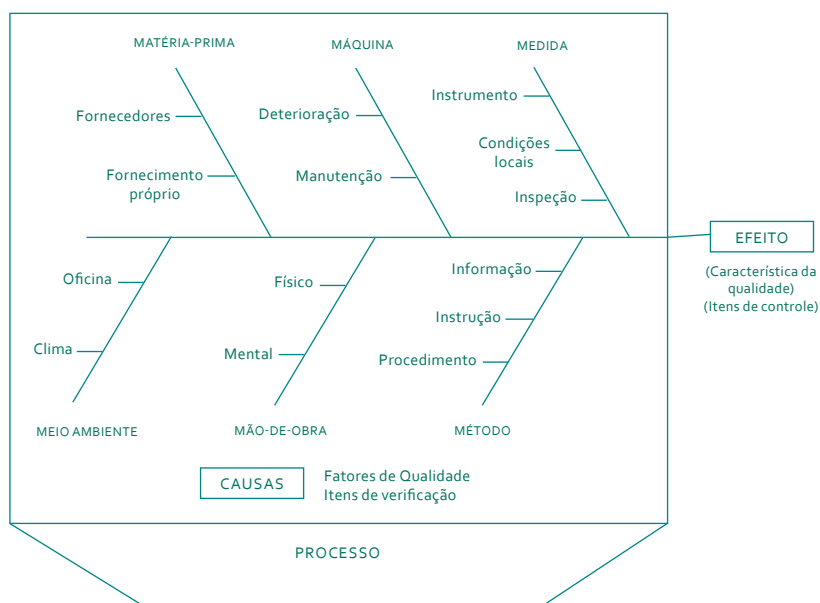 MATÉRIA-PRIMA
MÁQUINA
MEDIDA
Fornecedores
Fornecimento
próprio
Deterioração
Manutenção
Instrumento
Condições
locais
Inspeção
EFEITO
(Característica da
qualidade)
(Itens de controle)
Oficina
Clima
Físico
Mental
Informação
Instrução
Procedimento
MEIO AMBIENTE
MÃO-DE-OBRA
MÉTODO
CAUSAS
Fatores de Qualidade
Itens de verificação
PROCESSO